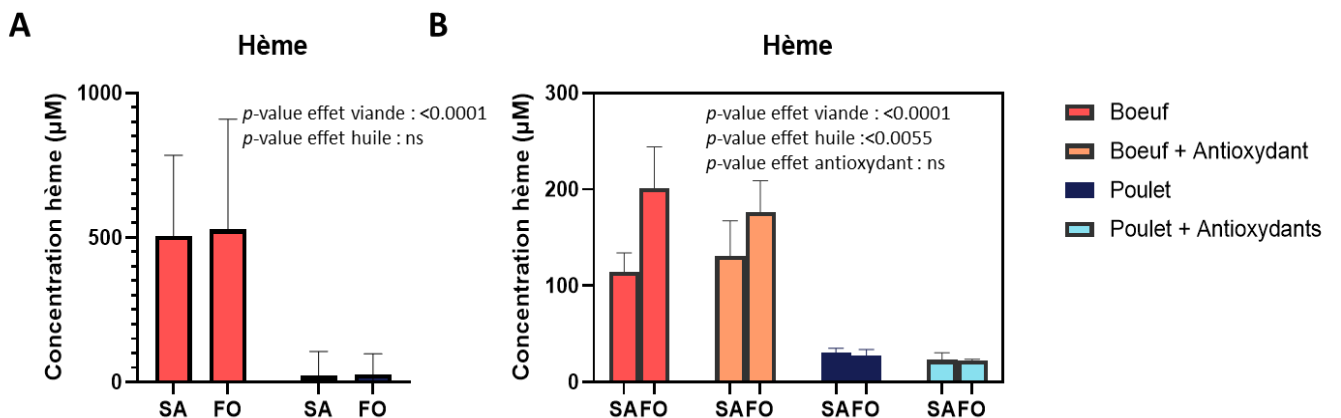 A
Hème
Concentration hème (µM)
1000
500
0
p-value effet viande : <0.0001
p-value effet huile : ns
SA FO SA FO
B
Hème
Concentration hème (µM)
300
200
100
0
p-value effet viande : <0.0001
p-value effet huile :<0.0055
p-value effet antioxydant : ns
SAFO SAFO SAFO SAFO
Boeuf
Boeuf + Antioxydant
Poulet
Poulet + Antioxydants